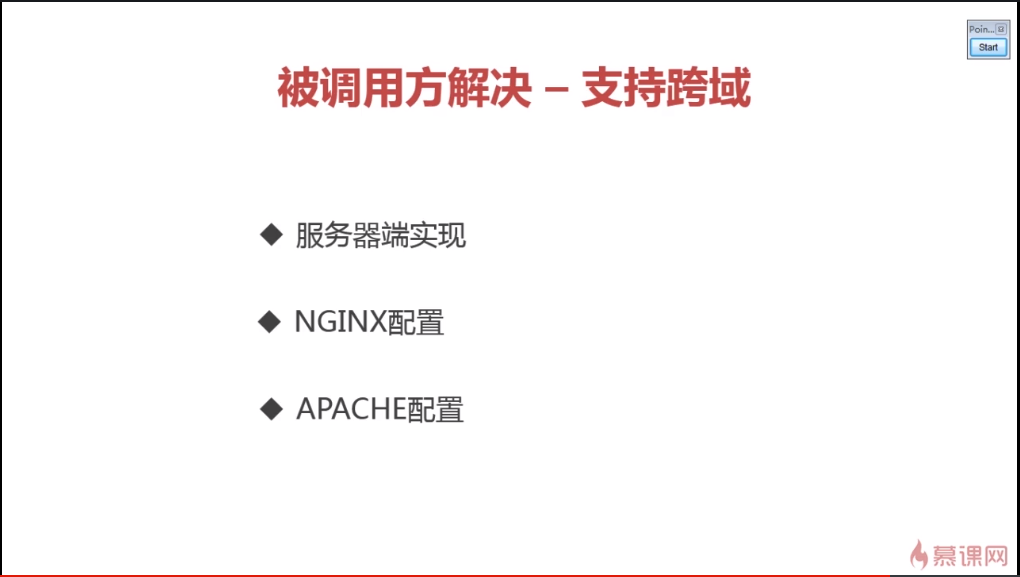 Poin...
Start
被调用方解决 – 支持跨域
◆ 服务器端实现
◆ NGINX配置
◆ APACHE配置
慕课网